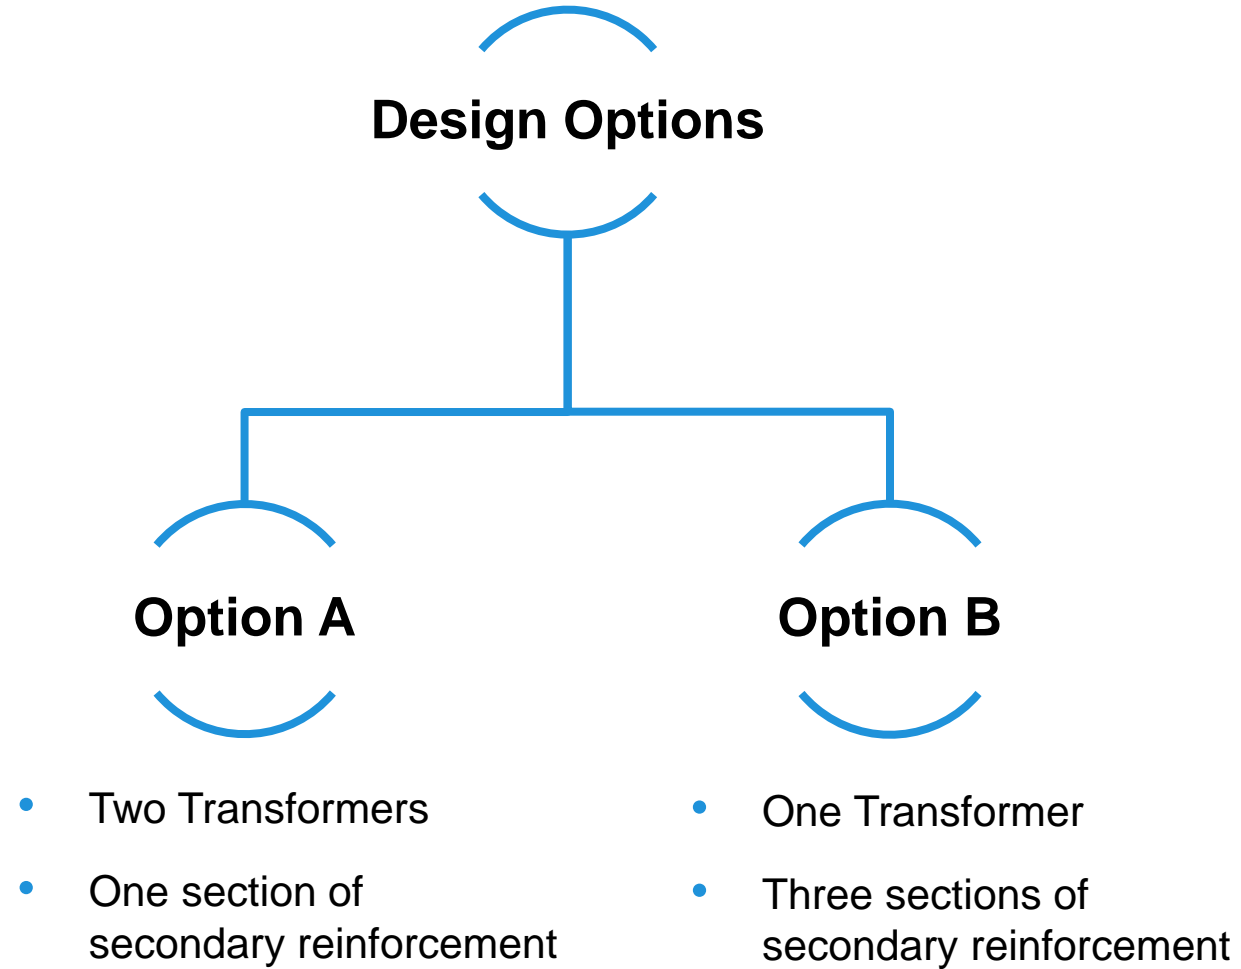 Design Options
Option A
Option B
• Two Transformers
• One section of
secondary reinforcement
• One Transformer
• Three sections of
secondary reinforcement